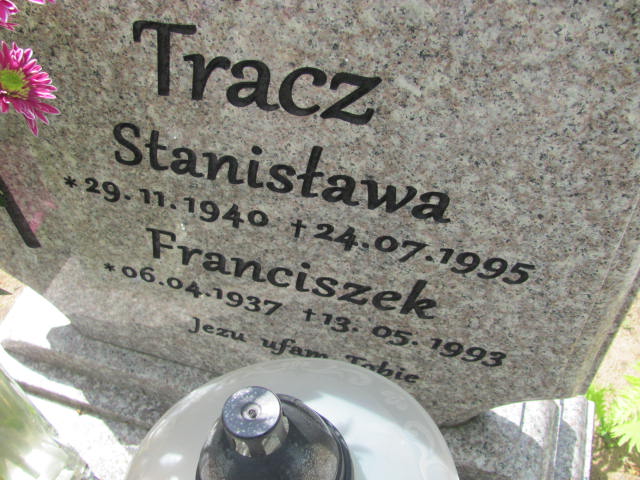 Tracz
Stanisława
*29.11.1940 †24.07.1995
Franciszek
*06.04.1937 †13.05.1993
Jezu ufam Tobie